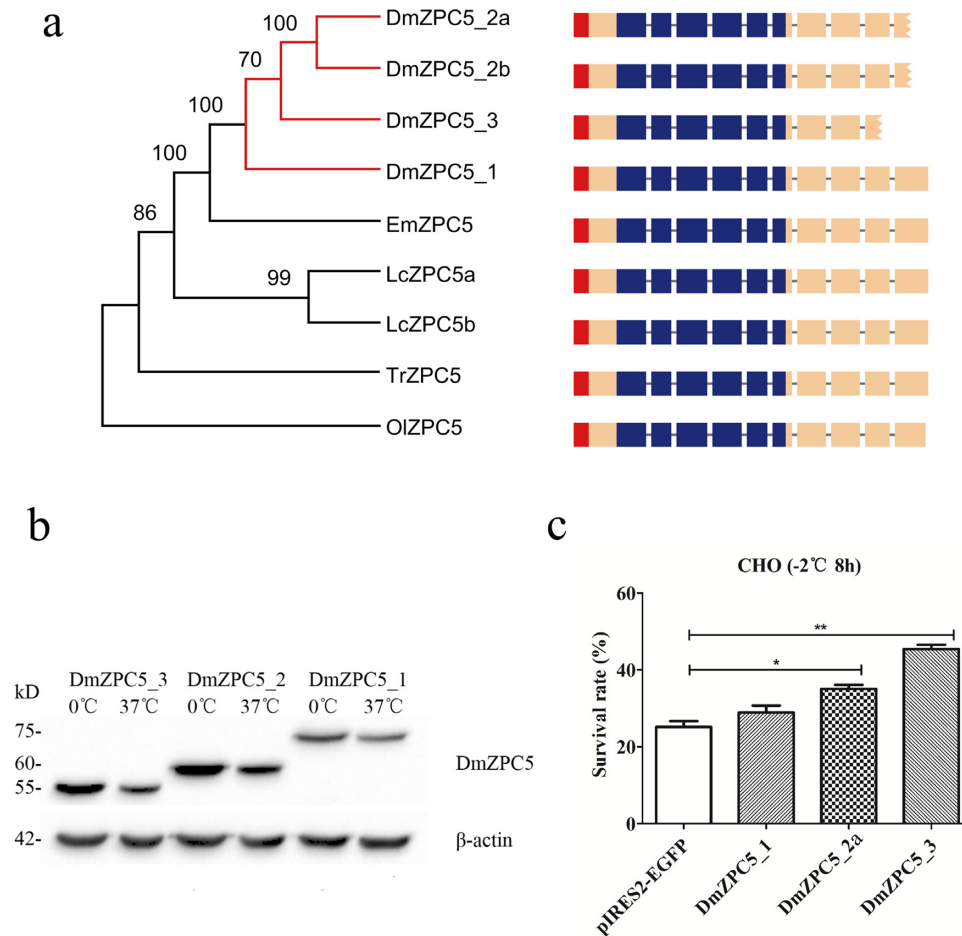 a
100
DmZPC5_2a
70
DmZPC5_2b
100
DmZPC5_3
100
DmZPC5_1
86
EmZPC5
99
LcZPC5a
LcZPC5b
TrZPC5
OlZPC5
b
kD
DmZPC5_3 DmZPC5_2 DmZPC5_1
0℃ 37℃ 0℃ 37℃ 0℃ 37℃
75-
60-
DmZPC5
55-
42-
β-actin
c
CHO (-2℃ 8h)
Survival rate (%)
60
40
20
0
**
*
pIRES2-EGFP
DmZPC5_1
DmZPC5_2a
DmZPC5_3